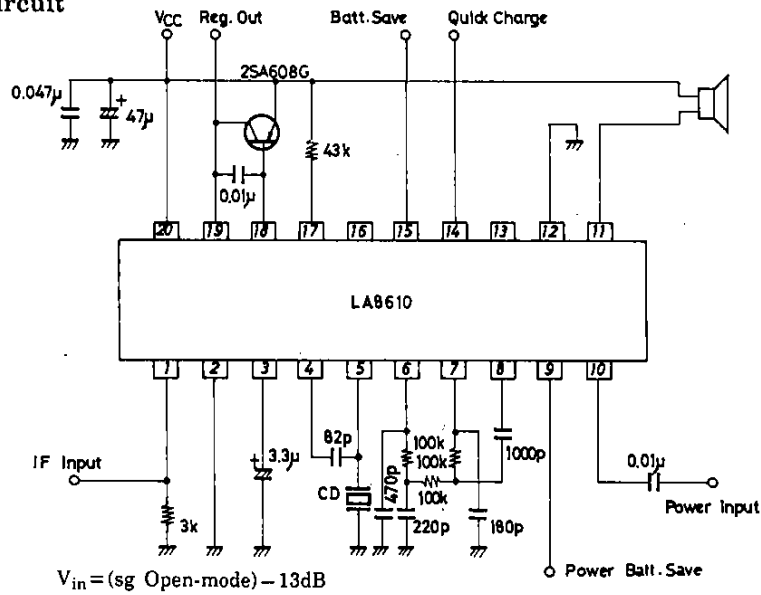 ircuit
VCC Reg. Out Batt. Save Quick Charge
2SA608G
0.047μ
+
47μ
43k
0.01μ
20 19 18 17 16 15 14 13 12 11
LA8610
1 2 3 4 5 6 7 8 9 10
82p
100k
100k
1000p
IF Input
+ 3.3μ
470p
0.01μ
CD
100k
Power Input
3k
220p
180p
Vin=(sg Open-mode)-13dB
Power Batt. Save